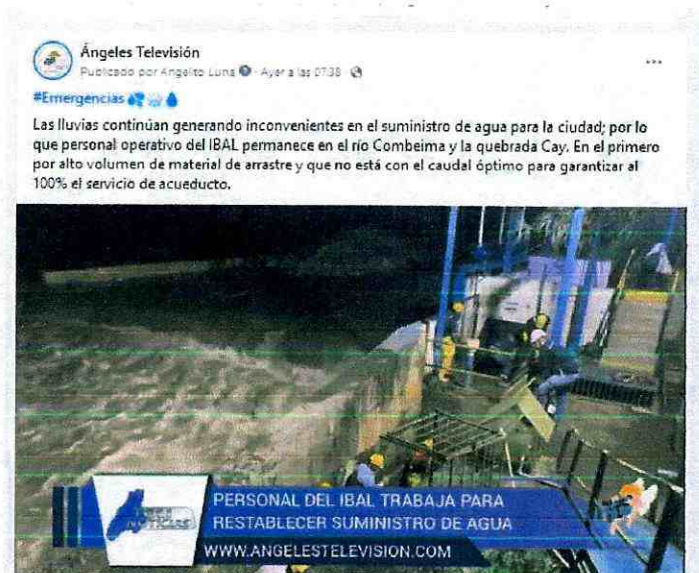 Ángeles Televisión
Publicado por Angelito Luna · Ayer a las 07:38 ·
#Emergencias
Las lluvias continúan generando inconvenientes en el suministro de agua para la ciudad; por lo
que personal operativo del IBAL permanece en el río Combeima y la quebrada Cay. En el primero
por alto volumen de material de arrastre y que no está con el caudal óptimo para garantizar al
100% el servicio de acueducto.
NOTICIAS
PERSONAL DEL IBAL TRABAJA PARA
RESTABLECER SUMINISTRO DE AGUA
WWW.ANGELESTELEVISION.COM